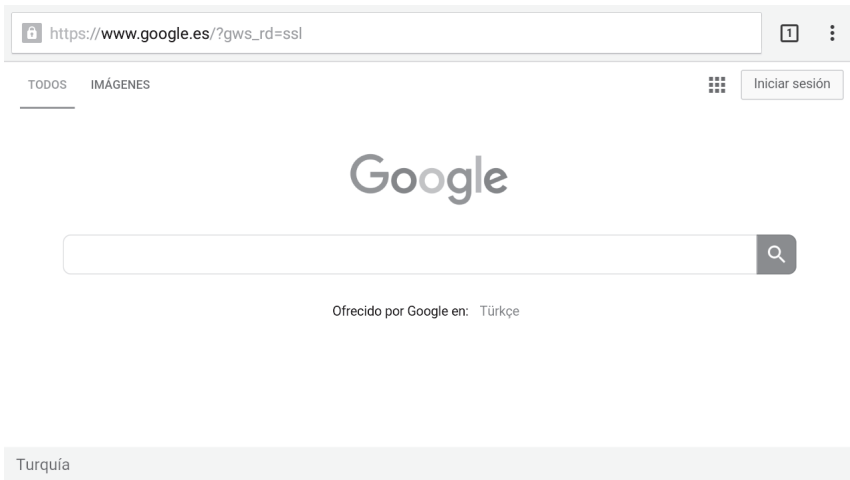 https://www.google.es/?gws_rd=ssl
1
TODOS IMÁGENES
Iniciar sesión
Google
Ofrecido por Google en: Türkçe
Turquía